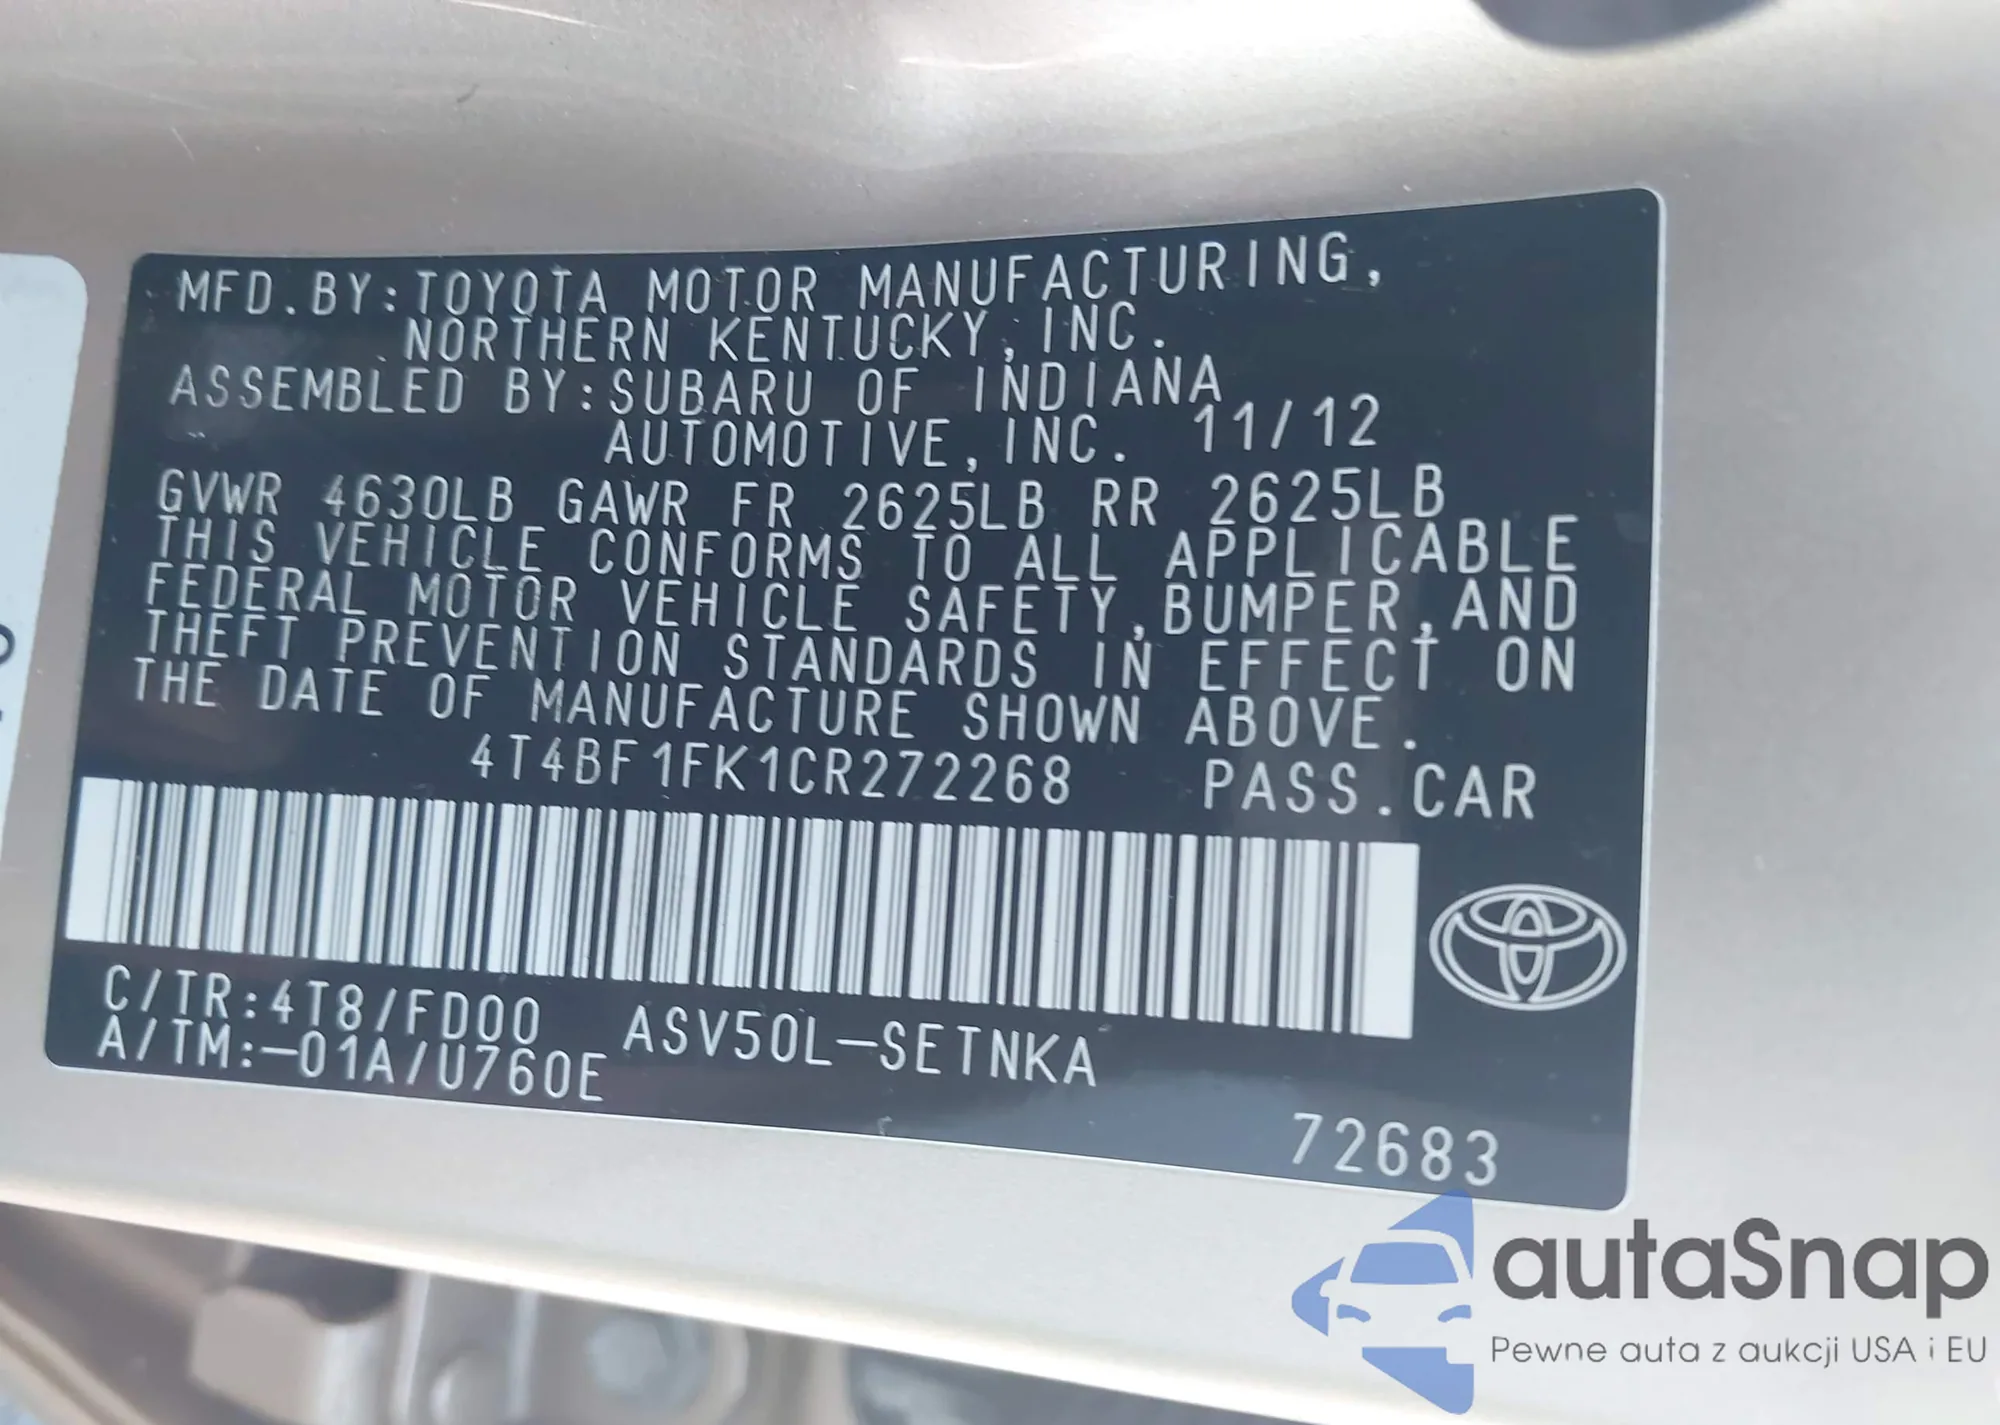 MFD.BY:TOYOTA MOTOR MANUFACTURING,
NORTHERN KENTUCKY,INC.
ASSEMBLED BY:SUBARU OF INDIANA
AUTOMOTIVE,INC. 11/12
GVWR 4630LB GAWR FR 2625LB RR 2625LB
THIS VEHICLE CONFORMS TO ALL APPLICABLE
FEDERAL MOTOR VEHICLE SAFETY,BUMPER,AND
THEFT PREVENTION STANDARDS IN EFFECT ON
THE DATE OF MANUFACTURE SHOWN ABOVE.
4T4BF1FK1CR272268 PASS.CAR
C/TR:4T8/FD00 ASV50L-SETNKA
A/TM:-01A/U760E
72683
autaSnap
Pewne auta z aukcji USA i EU